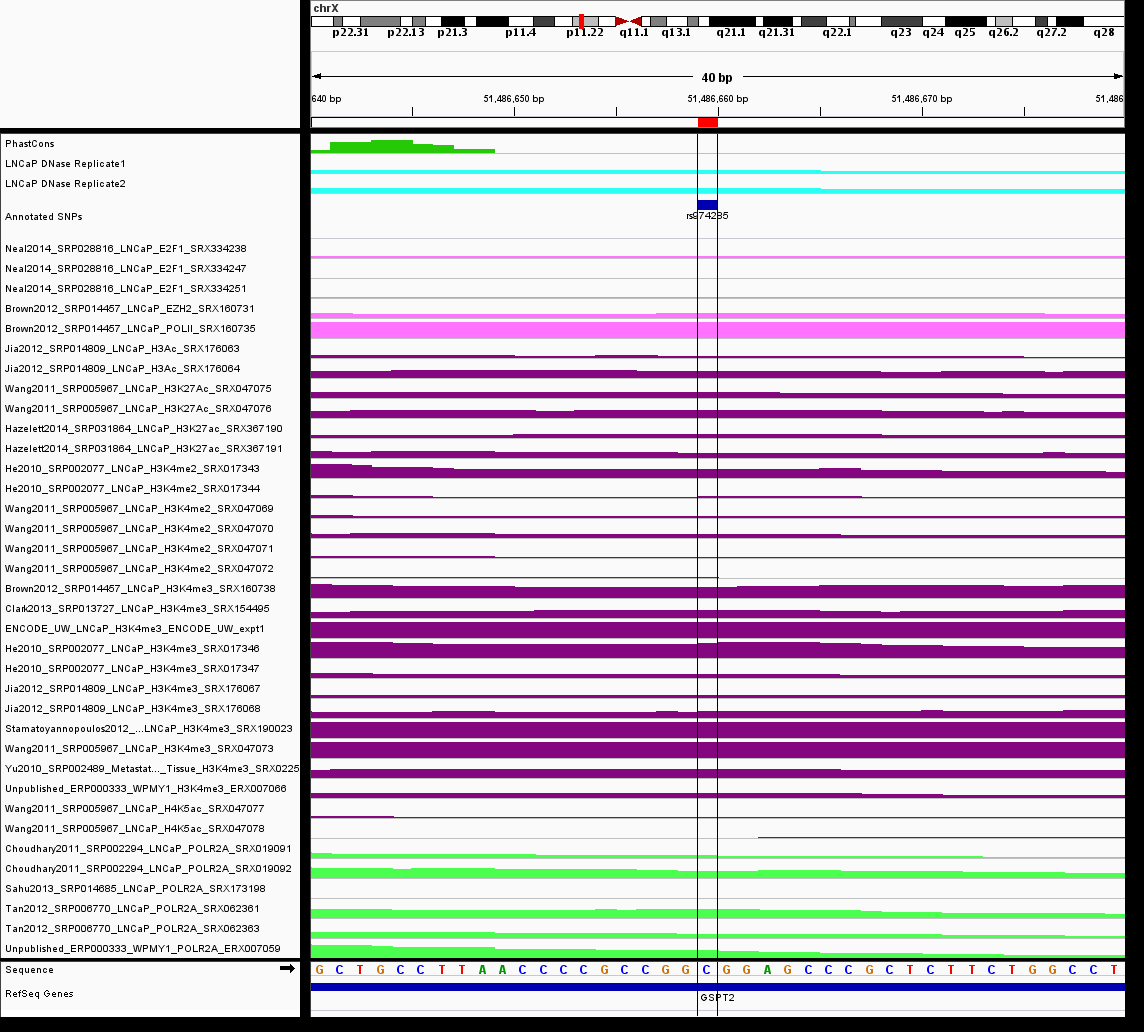 chrX
p22.31 p22.13 p21.3 p11.4 p11.22 q11.1 q13.1 q21.1 q21.31 q22.1 q23 q24 q25 q26.2 q27.2 q28
40 bp
640 bp 51,486,650 bp 51,486,660 bp 51,486,670 bp 51,486
PhastCons
LNCaP DNase Replicate1
LNCaP DNase Replicate2
Annotated SNPs rs974285
Neal2014_SRP028816_LNCaP_E2F1_SRX334238
Neal2014_SRP028816_LNCaP_E2F1_SRX334247
Neal2014_SRP028816_LNCaP_E2F1_SRX334251
Brown2012_SRP014457_LNCaP_EZH2_SRX160731
Brown2012_SRP014457_LNCaP_POLII_SRX160735
Jia2012_SRP014809_LNCaP_H3Ac_SRX176063
Jia2012_SRP014809_LNCaP_H3Ac_SRX176064
Wang2011_SRP005967_LNCaP_H3K27Ac_SRX047075
Wang2011_SRP005967_LNCaP_H3K27Ac_SRX047076
Hazelett2014_SRP031864_LNCaP_H3K27ac_SRX367190
Hazelett2014_SRP031864_LNCaP_H3K27ac_SRX367191
He2010_SRP002077_LNCaP_H3K4me2_SRX017343
He2010_SRP002077_LNCaP_H3K4me2_SRX017344
Wang2011_SRP005967_LNCaP_H3K4me2_SRX047069
Wang2011_SRP005967_LNCaP_H3K4me2_SRX047070
Wang2011_SRP005967_LNCaP_H3K4me2_SRX047071
Wang2011_SRP005967_LNCaP_H3K4me2_SRX047072
Brown2012_SRP014457_LNCaP_H3K4me3_SRX160738
Clark2013_SRP013727_LNCaP_H3K4me3_SRX154495
ENCODE_UW_LNCaP_H3K4me3_ENCODE_UW_expt1
He2010_SRP002077_LNCaP_H3K4me3_SRX017346
He2010_SRP002077_LNCaP_H3K4me3_SRX017347
Jia2012_SRP014809_LNCaP_H3K4me3_SRX176067
Jia2012_SRP014809_LNCaP_H3K4me3_SRX176068
Stamatoyannopoulos2012_...LNCaP_H3K4me3_SRX190023
Wang2011_SRP005967_LNCaP_H3K4me3_SRX047073
Yu2010_SRP002489_Metastat..._Tissue_H3K4me3_SRX0225
Unpublished_ERP000333_WPMY1_H3K4me3_ERX007066
Wang2011_SRP005967_LNCaP_H4K5ac_SRX047077
Wang2011_SRP005967_LNCaP_H4K5ac_SRX047078
Choudhary2011_SRP002294_LNCaP_POLR2A_SRX019091
Choudhary2011_SRP002294_LNCaP_POLR2A_SRX019092
Sahu2013_SRP014685_LNCaP_POLR2A_SRX173198
Tan2012_SRP006770_LNCaP_POLR2A_SRX062361
Tan2012_SRP006770_LNCaP_POLR2A_SRX062363
Unpublished_ERP000333_WPMY1_POLR2A_ERX007059
Sequence G C T G C C T T A A C C C C G C C G G C G G A G C C C G C T C T T C T G G C C T
RefSeq Genes
GSPT2